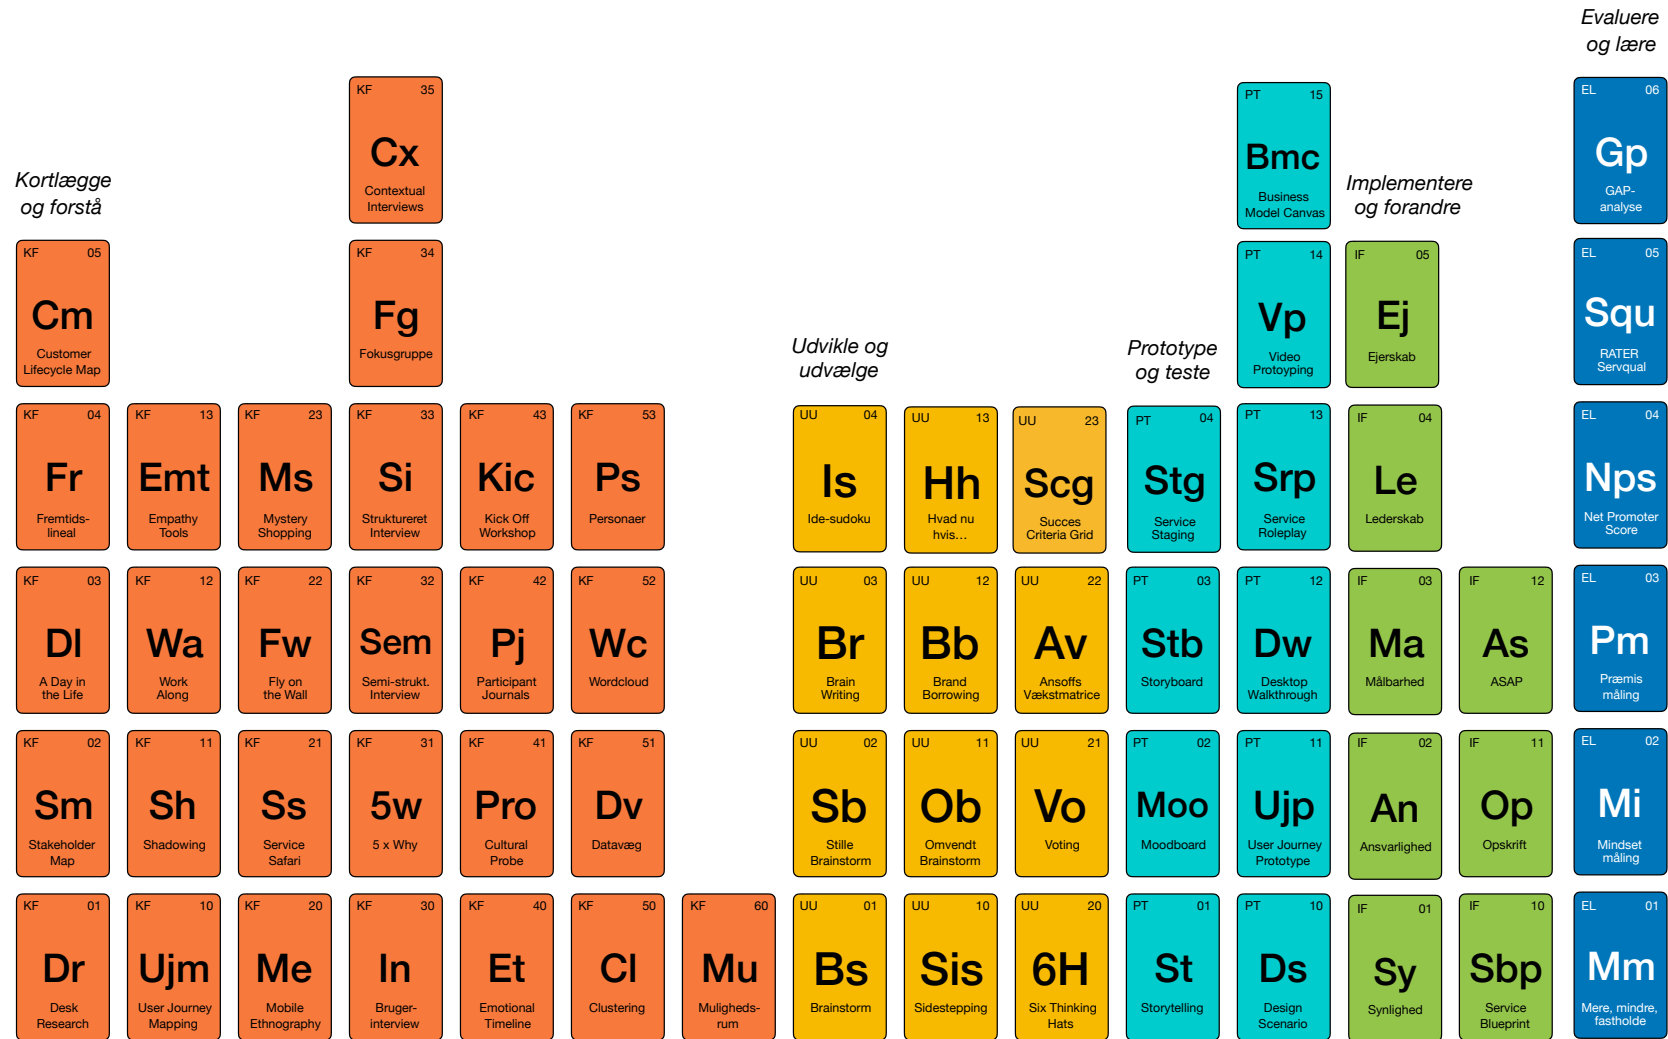 Evaluere
og lære
KF 35
Cx
Contextual
Interviews
PT 15
Bmc
Business
Model Canvas
EL 06
Gp
GAP-
analyse
Kortlægge
og forstå
Implementere
og forandre
KF 05
Cm
Customer
Lifecycle Map
KF 34
Fg
Fokusgruppe
PT 14
Vp
Video
Protoyping
IF 05
Ej
Ejerskab
EL 05
Squ
RATER
Servqual
Udvikle og
udvælge
Prototype
og teste
KF 04
Fr
Fremtids-
lineal
KF 13
Emt
Empathy
Tools
KF 23
Ms
Mystery
Shopping
KF 33
Si
Struktureret
Interview
KF 43
Kic
Kick Off
Workshop
KF 53
Ps
Personaer
UU 04
Is
Ide-sudoku
UU 13
Hh
Hvad nu
hvis...
UU 23
Scg
Succes
Criteria Grid
PT 04
Stg
Service
Staging
PT 13
Srp
Service
Roleplay
IF 04
Le
Lederskab
EL 04
Nps
Net Promoter
Score
KF 03
Dl
A Day in
the Life
KF 12
Wa
Work
Along
KF 22
Fw
Fly on
the Wall
KF 32
Sem
Semi-strukt.
Interview
KF 42
Pj
Participant
Journals
KF 52
Wc
Wordcloud
UU 03
Br
Brain
Writing
UU 12
Bb
Brand
Borrowing
UU 22
Av
Ansoffs
Vækstmatrice
PT 03
Stb
Storyboard
PT 12
Dw
Desktop
Walkthrough
IF 03
Ma
Målbarhed
IF 12
As
ASAP
EL 03
Pm
Præmis
måling
KF 02
Sm
Stakeholder
Map
KF 11
Sh
Shadowing
KF 21
Ss
Service
Safari
KF 31
5w
5 x Why
KF 41
Pro
Cultural
Probe
KF 51
Dv
Datavæg
UU 02
Sb
Stille
Brainstorm
UU 11
Ob
Omvendt
Brainstorm
UU 21
Vo
Voting
PT 02
Moo
Moodboard
PT 11
Ujp
User Journey
Prototype
IF 02
An
Ansvarlighed
IF 11
Op
Opskrift
EL 02
Mi
Mindset
måling
KF 01
Dr
Desk
Research
KF 10
Ujm
User Journey
Mapping
KF 20
Me
Mobile
Ethnography
KF 30
In
Bruger-
interview
KF 40
Et
Emotional
Timeline
KF 50
Cl
Clustering
KF 60
Mu
Muligheds-
rum
UU 01
Bs
Brainstorm
UU 10
Sis
Sidestepping
UU 20
6H
Six Thinking
Hats
PT 01
St
Storytelling
PT 10
Ds
Design
Scenario
IF 01
Sy
Synlighed
IF 10
Sbp
Service
Blueprint
EL 01
Mm
Mere, mindre,
fastholde